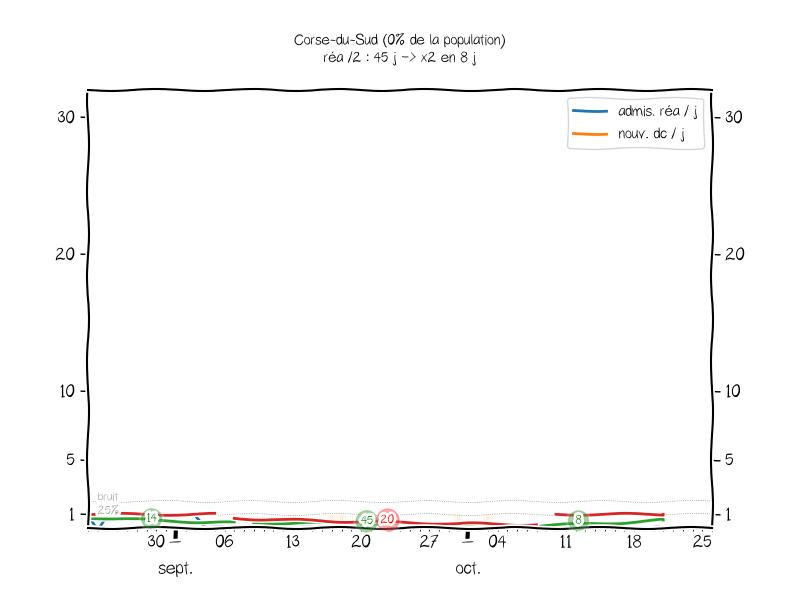 Corse-du-Sud (0% de la population)
réa /2 : 45 j -> x2 en 8 j
admis. réa / j
nouv. dc / j
30
30
20
20
10
10
5
5
bruit
25%
1
1
14
45
20
8
30 06 13 20 27 04 11 18 25
sept. oct.